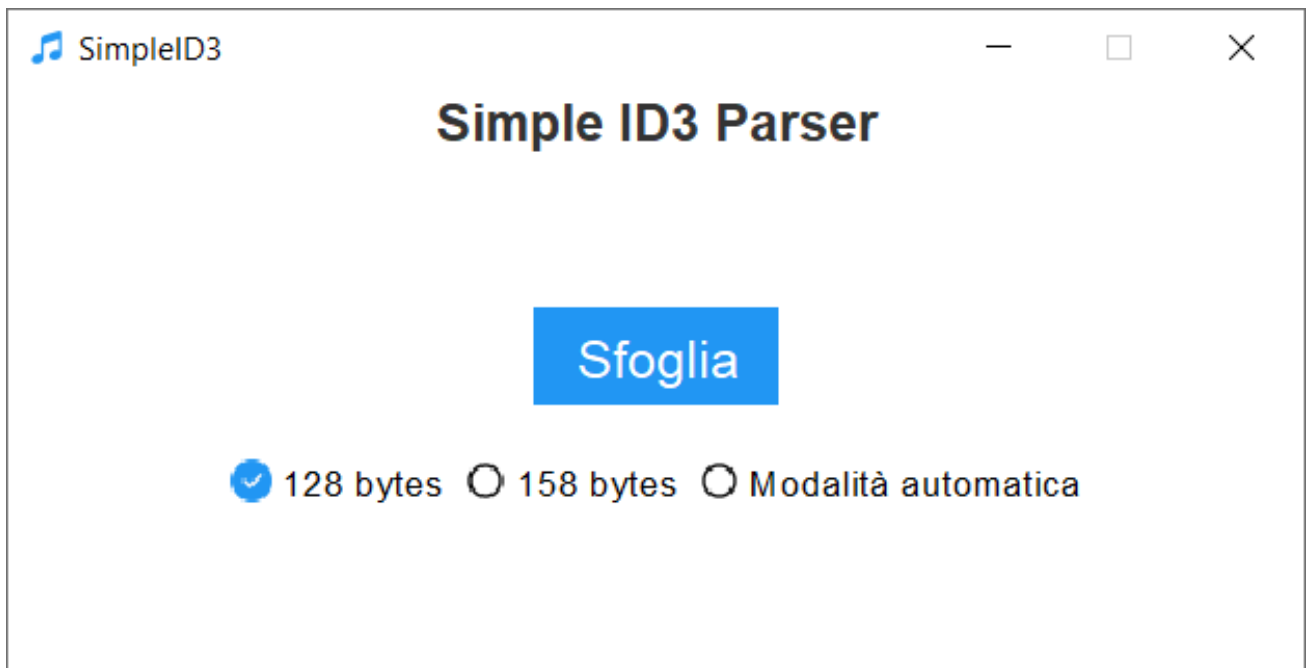 SimpleID3
Simple ID3 Parser
Sfoglia
128 bytes 158 bytes Modalità automatica